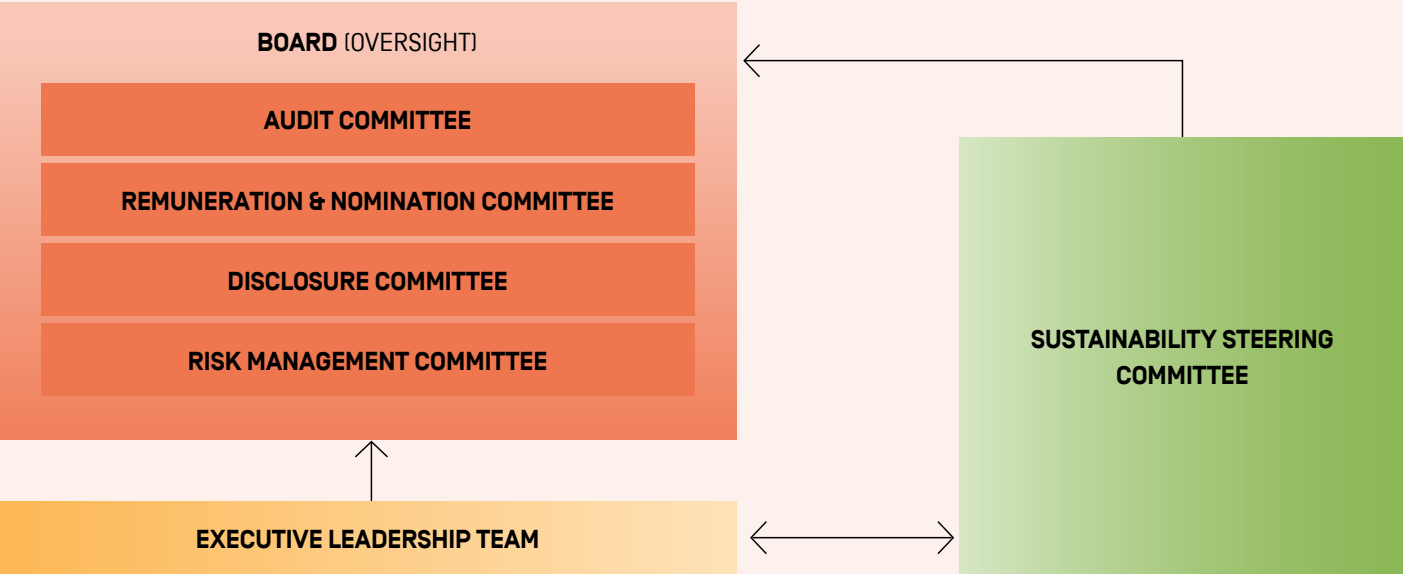 BOARD (OVERSIGHT)
AUDIT COMMITTEE
REMUNERATION & NOMINATION COMMITTEE
DISCLOSURE COMMITTEE
RISK MANAGEMENT COMMITTEE
EXECUTIVE LEADERSHIP TEAM
SUSTAINABILITY STEERING
COMMITTEE